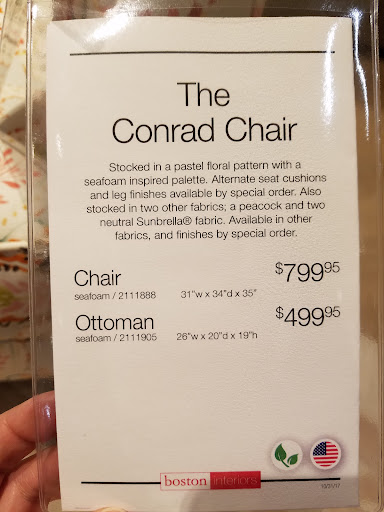 The
Conrad Chair
Stocked in a pastel floral pattern with a
seafoam inspired palette. Alternate seat cushions
and leg finishes available by special order. Also
stocked in two other fabrics; a peacock and two
neutral Sunbrella® fabric. Available in other
fabrics, and finishes by special order.
Chair $799.95
seafoam / 2111888 31"w x 34"d x 35"
Ottoman $499.95
seafoam / 2111905 26"w x 20"d x 19"h
boston interiors
10/31/17